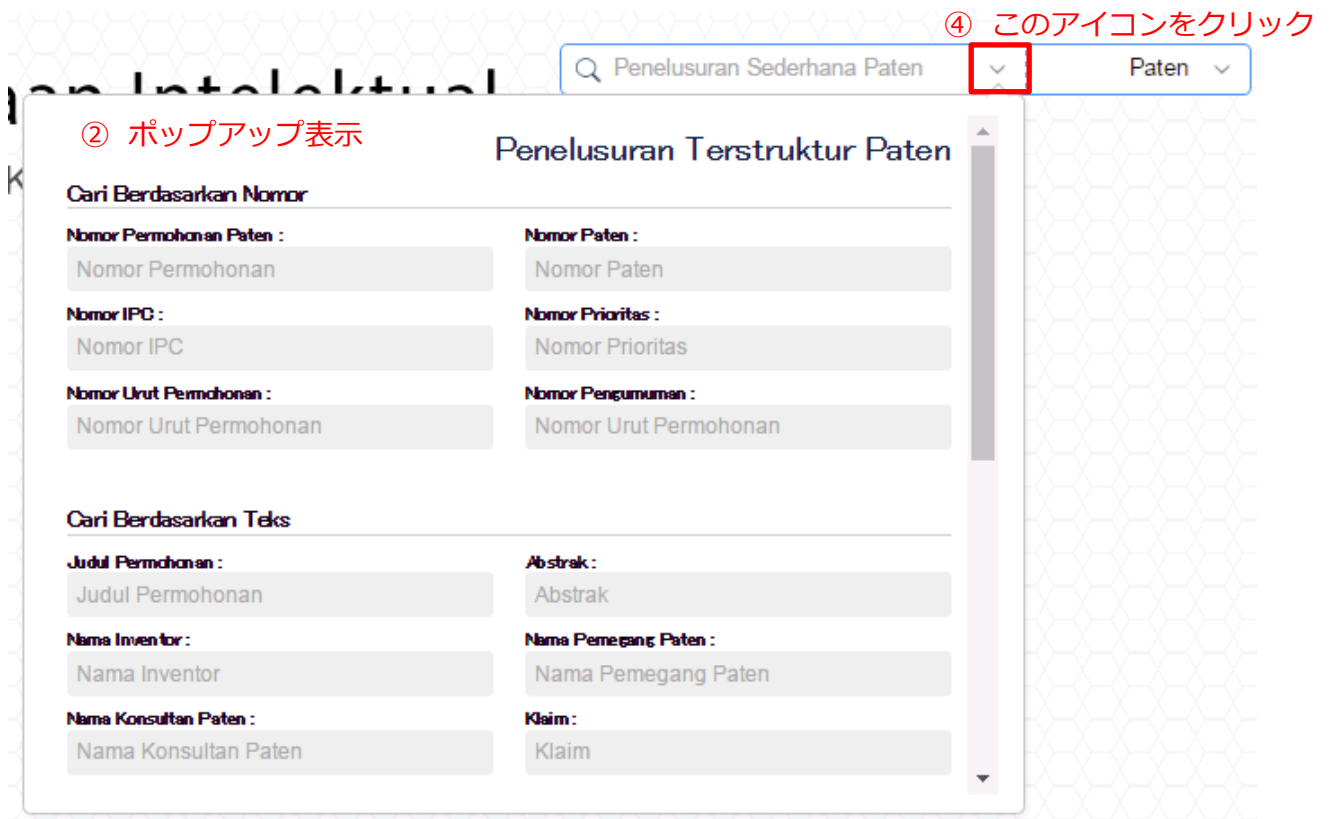 ④ このアイコンをクリック
Penelusuran Sederhana Paten
Paten
Intelektual
② ポップアップ表示
Penelusuran Terstruktur Paten
Cari Berdasarkan Nomor
Nomor Permohonan Paten : Nomor Paten :
Nomor Permohonan Nomor Paten
Nomor IPC : Nomor Prioritas :
Nomor IPC Nomor Prioritas
Nomor Urut Permohonan : Nomor Pengumuman :
Nomor Urut Permohonan Nomor Urut Permohonan
Cari Berdasarkan Teks
Judul Permohonan : Abstrak :
Judul Permohonan Abstrak
Nama Inventor : Nama Pemegang Paten :
Nama Inventor Nama Pemegang Paten
Nama Konsultan Paten : Klaim :
Nama Konsultan Paten Klaim